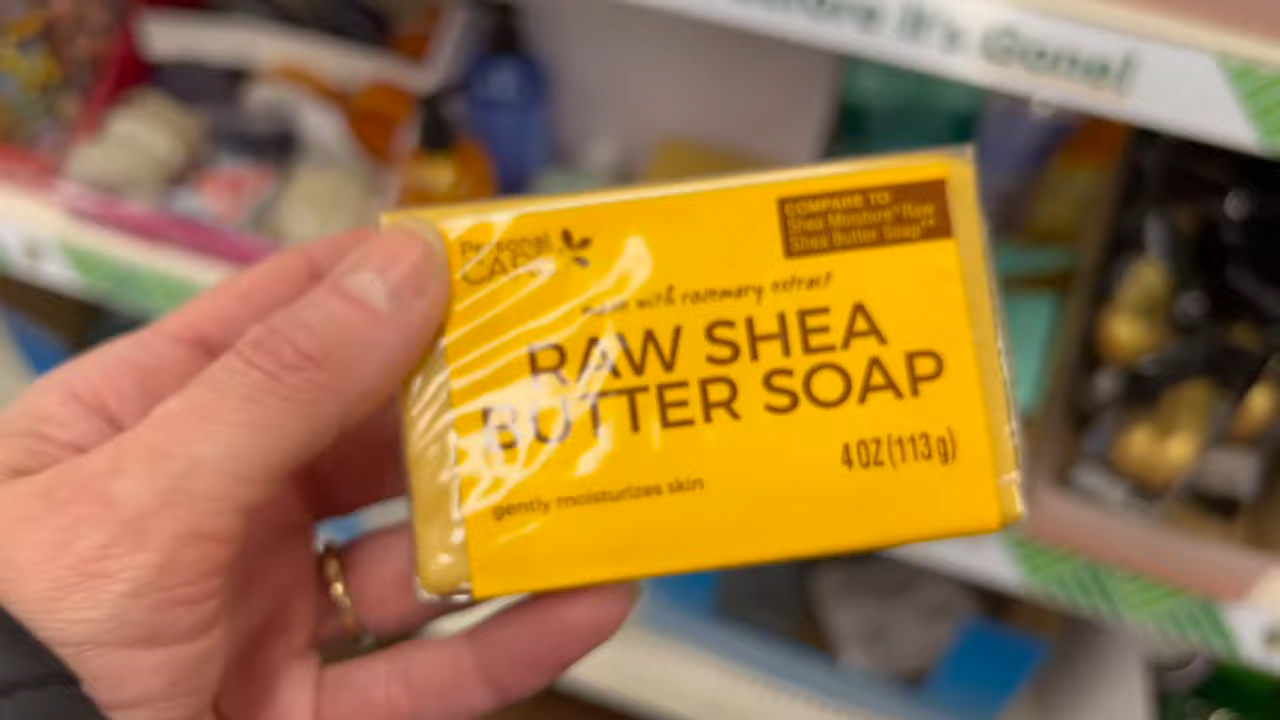 before it's Gone!
Personal
CARE
COMPARE TO
Shea Moisture® Raw
Shea Butter Soap**
made with rosemary extract
RAW SHEA
BUTTER SOAP
4 OZ (113 g)
gently moisturizes skin